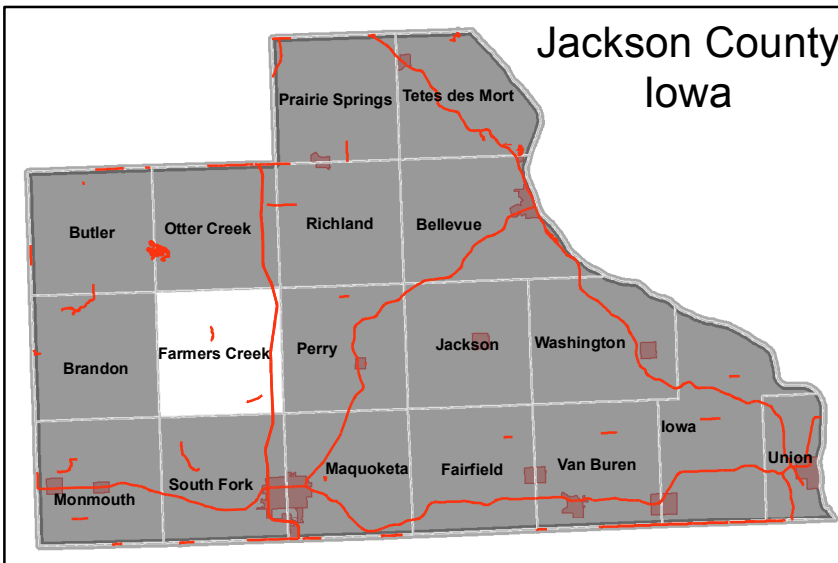 Jackson County
Iowa
Prairie Springs
Tetes des Mort
Butler
Otter Creek
Richland
Bellevue
Brandon
Farmers Creek
Perry
Jackson
Washington
Monmouth
South Fork
Maquoketa
Fairfield
Van Buren
Iowa
Union